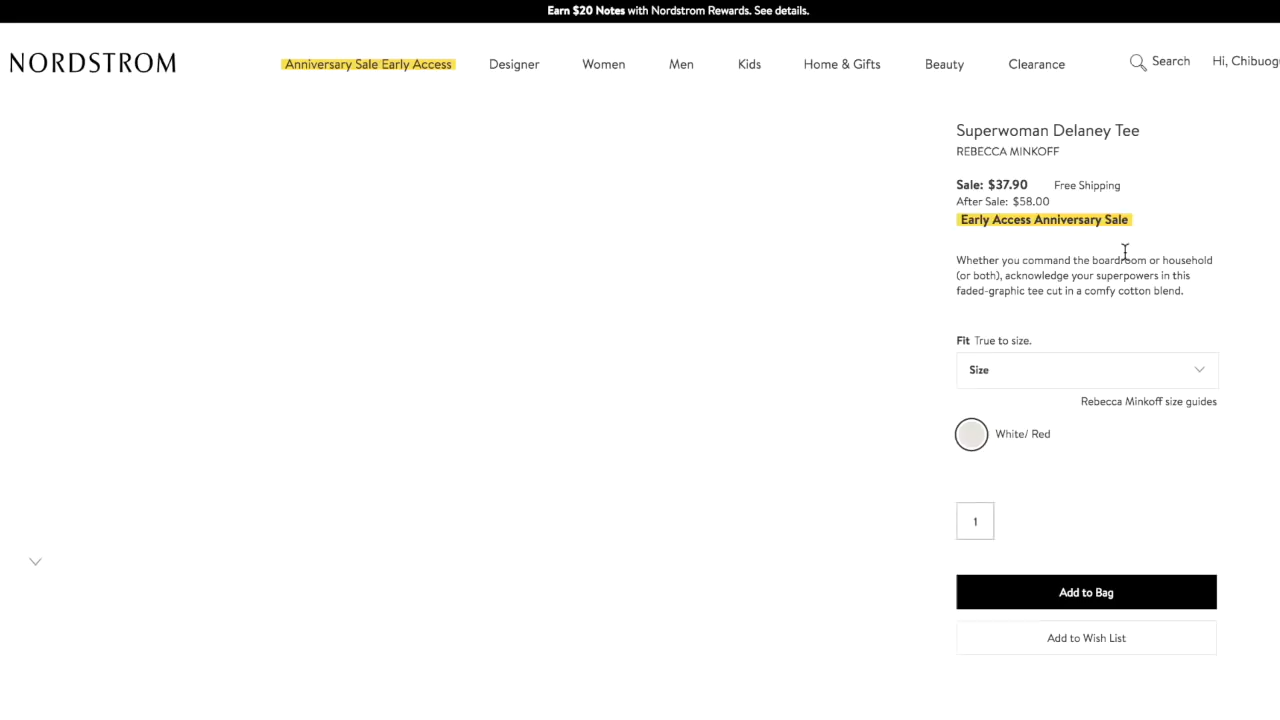 Earn $20 Notes with Nordstrom Rewards. See details.
NORDSTROM
Anniversary Sale Early Access
Designer
Women
Men
Kids
Home & Gifts
Beauty
Clearance
Search
Hi, Chibuog
Superwoman Delaney Tee
REBECCA MINKOFF
Sale: $37.90 Free Shipping
After Sale: $58.00
Early Access Anniversary Sale
Whether you command the boardroom or household
(or both), acknowledge your superpowers in this
faded-graphic tee cut in a comfy cotton blend.
Fit True to size.
Size
Rebecca Minkoff size guides
White/ Red
1
Add to Bag
Add to Wish List